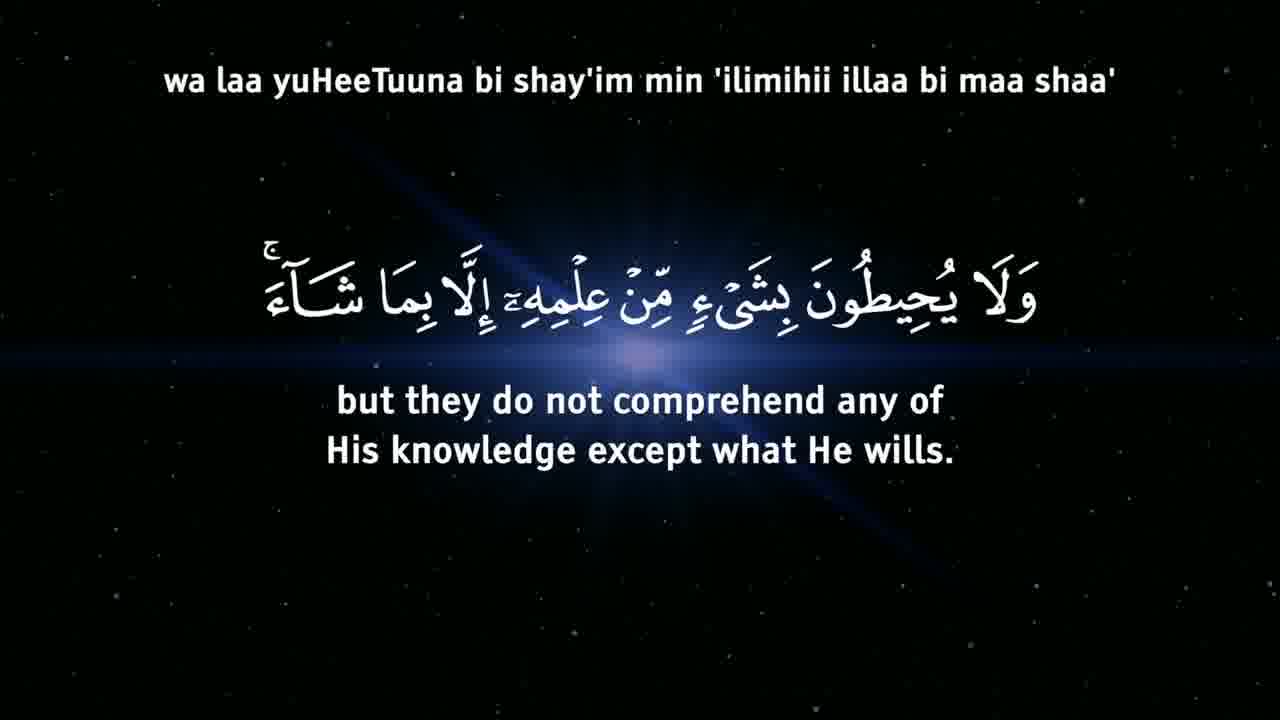 wa laa yuHeeTuuna bi shay'im min 'ilimihii illaa bi maa shaa'
وَلَا يُحِيطُونَ بِشَىْءٍ مِّنْ عِلْمِهِۦٓ إِلَّا بِمَا شَآءَ ۚ
but they do not comprehend any of
His knowledge except what He wills.